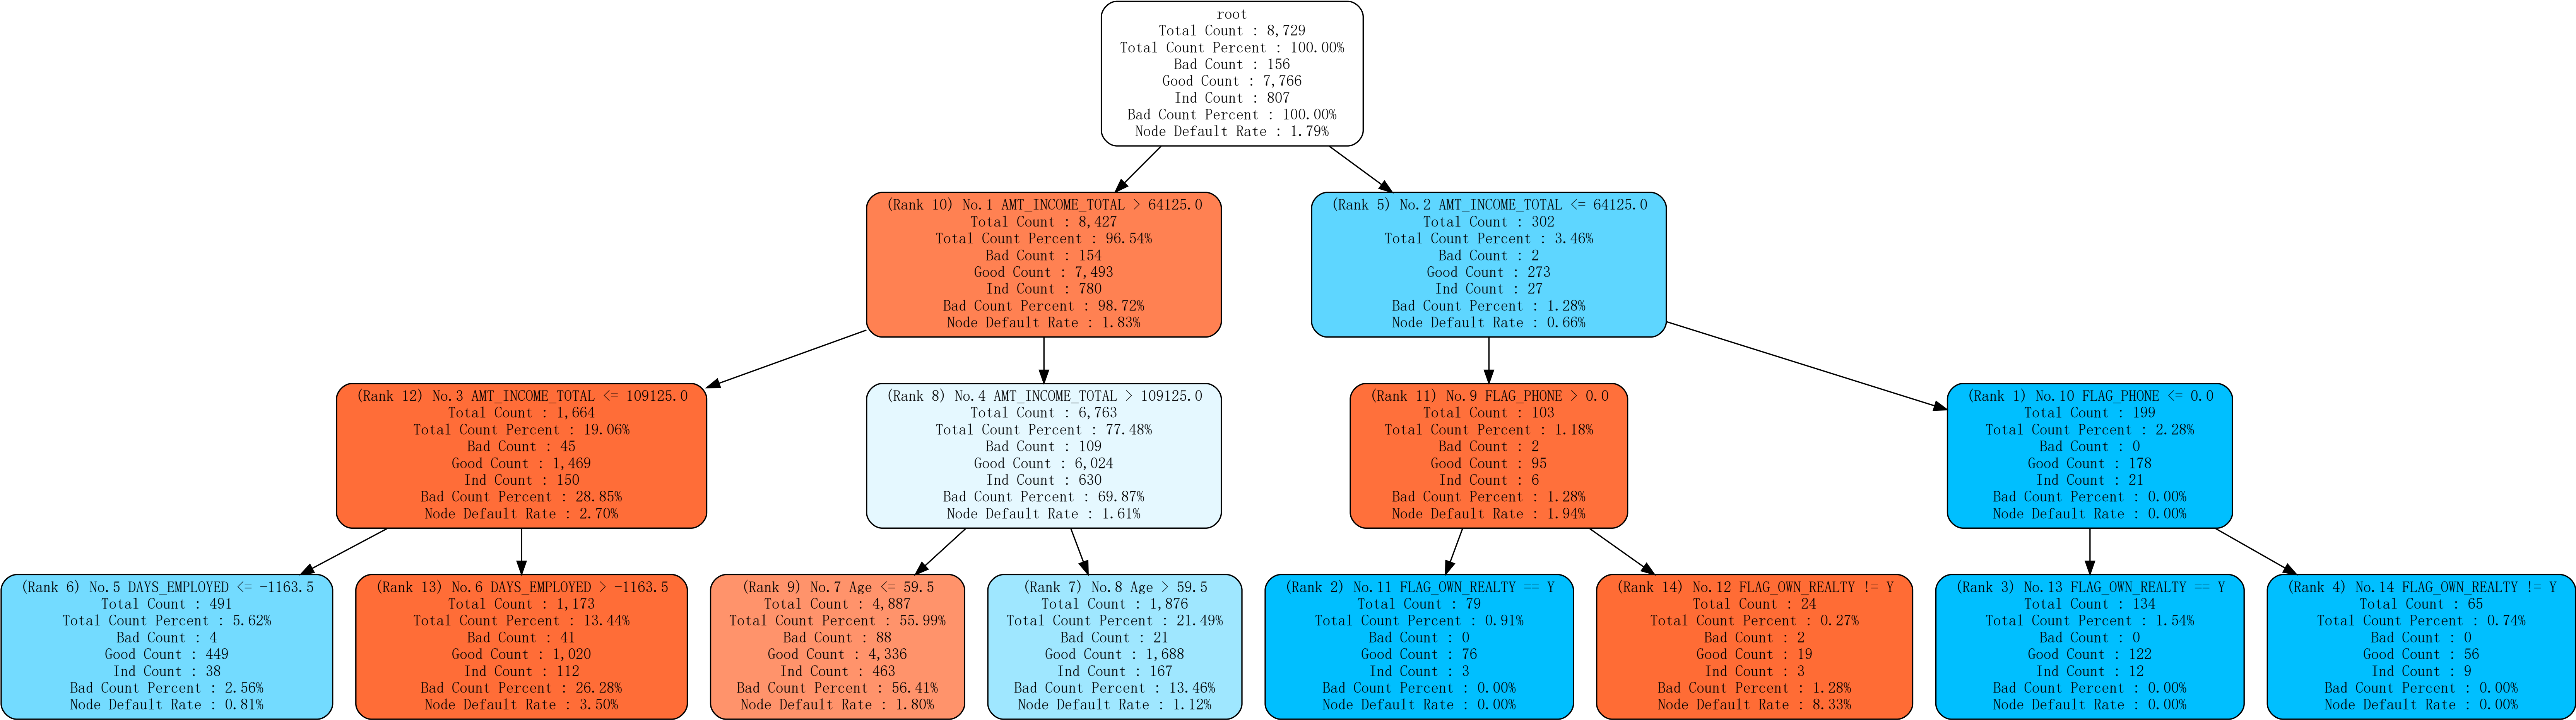 root
Total Count : 8,729
Total Count Percent : 100.00%
Bad Count : 156
Good Count : 7,766
Ind Count : 807
Bad Count Percent : 100.00%
Node Default Rate : 1.79%
(Rank 10) No.1 AMT_INCOME_TOTAL > 64125.0
Total Count : 8,427
Total Count Percent : 96.54%
Bad Count : 154
Good Count : 7,493
Ind Count : 780
Bad Count Percent : 98.72%
Node Default Rate : 1.83%
(Rank 5) No.2 AMT_INCOME_TOTAL <= 64125.0
Total Count : 302
Total Count Percent : 3.46%
Bad Count : 2
Good Count : 273
Ind Count : 27
Bad Count Percent : 1.28%
Node Default Rate : 0.66%
(Rank 12) No.3 AMT_INCOME_TOTAL <= 109125.0
Total Count : 1,664
Total Count Percent : 19.06%
Bad Count : 45
Good Count : 1,469
Ind Count : 150
Bad Count Percent : 28.85%
Node Default Rate : 2.70%
(Rank 8) No.4 AMT_INCOME_TOTAL > 109125.0
Total Count : 6,763
Total Count Percent : 77.48%
Bad Count : 109
Good Count : 6,024
Ind Count : 630
Bad Count Percent : 69.87%
Node Default Rate : 1.61%
(Rank 11) No.9 FLAG_PHONE > 0.0
Total Count : 103
Total Count Percent : 1.18%
Bad Count : 2
Good Count : 95
Ind Count : 6
Bad Count Percent : 1.28%
Node Default Rate : 1.94%
(Rank 1) No.10 FLAG_PHONE <= 0.0
Total Count : 199
Total Count Percent : 2.28%
Bad Count : 0
Good Count : 178
Ind Count : 21
Bad Count Percent : 0.00%
Node Default Rate : 0.00%
(Rank 6) No.5 DAYS_EMPLOYED <= -1163.5
Total Count : 491
Total Count Percent : 5.62%
Bad Count : 4
Good Count : 449
Ind Count : 38
Bad Count Percent : 2.56%
Node Default Rate : 0.81%
(Rank 13) No.6 DAYS_EMPLOYED > -1163.5
Total Count : 1,173
Total Count Percent : 13.44%
Bad Count : 41
Good Count : 1,020
Ind Count : 112
Bad Count Percent : 26.28%
Node Default Rate : 3.50%
(Rank 9) No.7 Age <= 59.5
Total Count : 4,887
Total Count Percent : 55.99%
Bad Count : 88
Good Count : 4,336
Ind Count : 463
Bad Count Percent : 56.41%
Node Default Rate : 1.80%
(Rank 7) No.8 Age > 59.5
Total Count : 1,876
Total Count Percent : 21.49%
Bad Count : 21
Good Count : 1,688
Ind Count : 167
Bad Count Percent : 13.46%
Node Default Rate : 1.12%
(Rank 2) No.11 FLAG_OWN_REALTY == Y
Total Count : 79
Total Count Percent : 0.91%
Bad Count : 0
Good Count : 76
Ind Count : 3
Bad Count Percent : 0.00%
Node Default Rate : 0.00%
(Rank 14) No.12 FLAG_OWN_REALTY != Y
Total Count : 24
Total Count Percent : 0.27%
Bad Count : 2
Good Count : 19
Ind Count : 3
Bad Count Percent : 1.28%
Node Default Rate : 8.33%
(Rank 3) No.13 FLAG_OWN_REALTY == Y
Total Count : 134
Total Count Percent : 1.54%
Bad Count : 0
Good Count : 122
Ind Count : 12
Bad Count Percent : 0.00%
Node Default Rate : 0.00%
(Rank 4) No.14 FLAG_OWN_REALTY != Y
Total Count : 65
Total Count Percent : 0.74%
Bad Count : 0
Good Count : 56
Ind Count : 9
Bad Count Percent : 0.00%
Node Default Rate : 0.00%